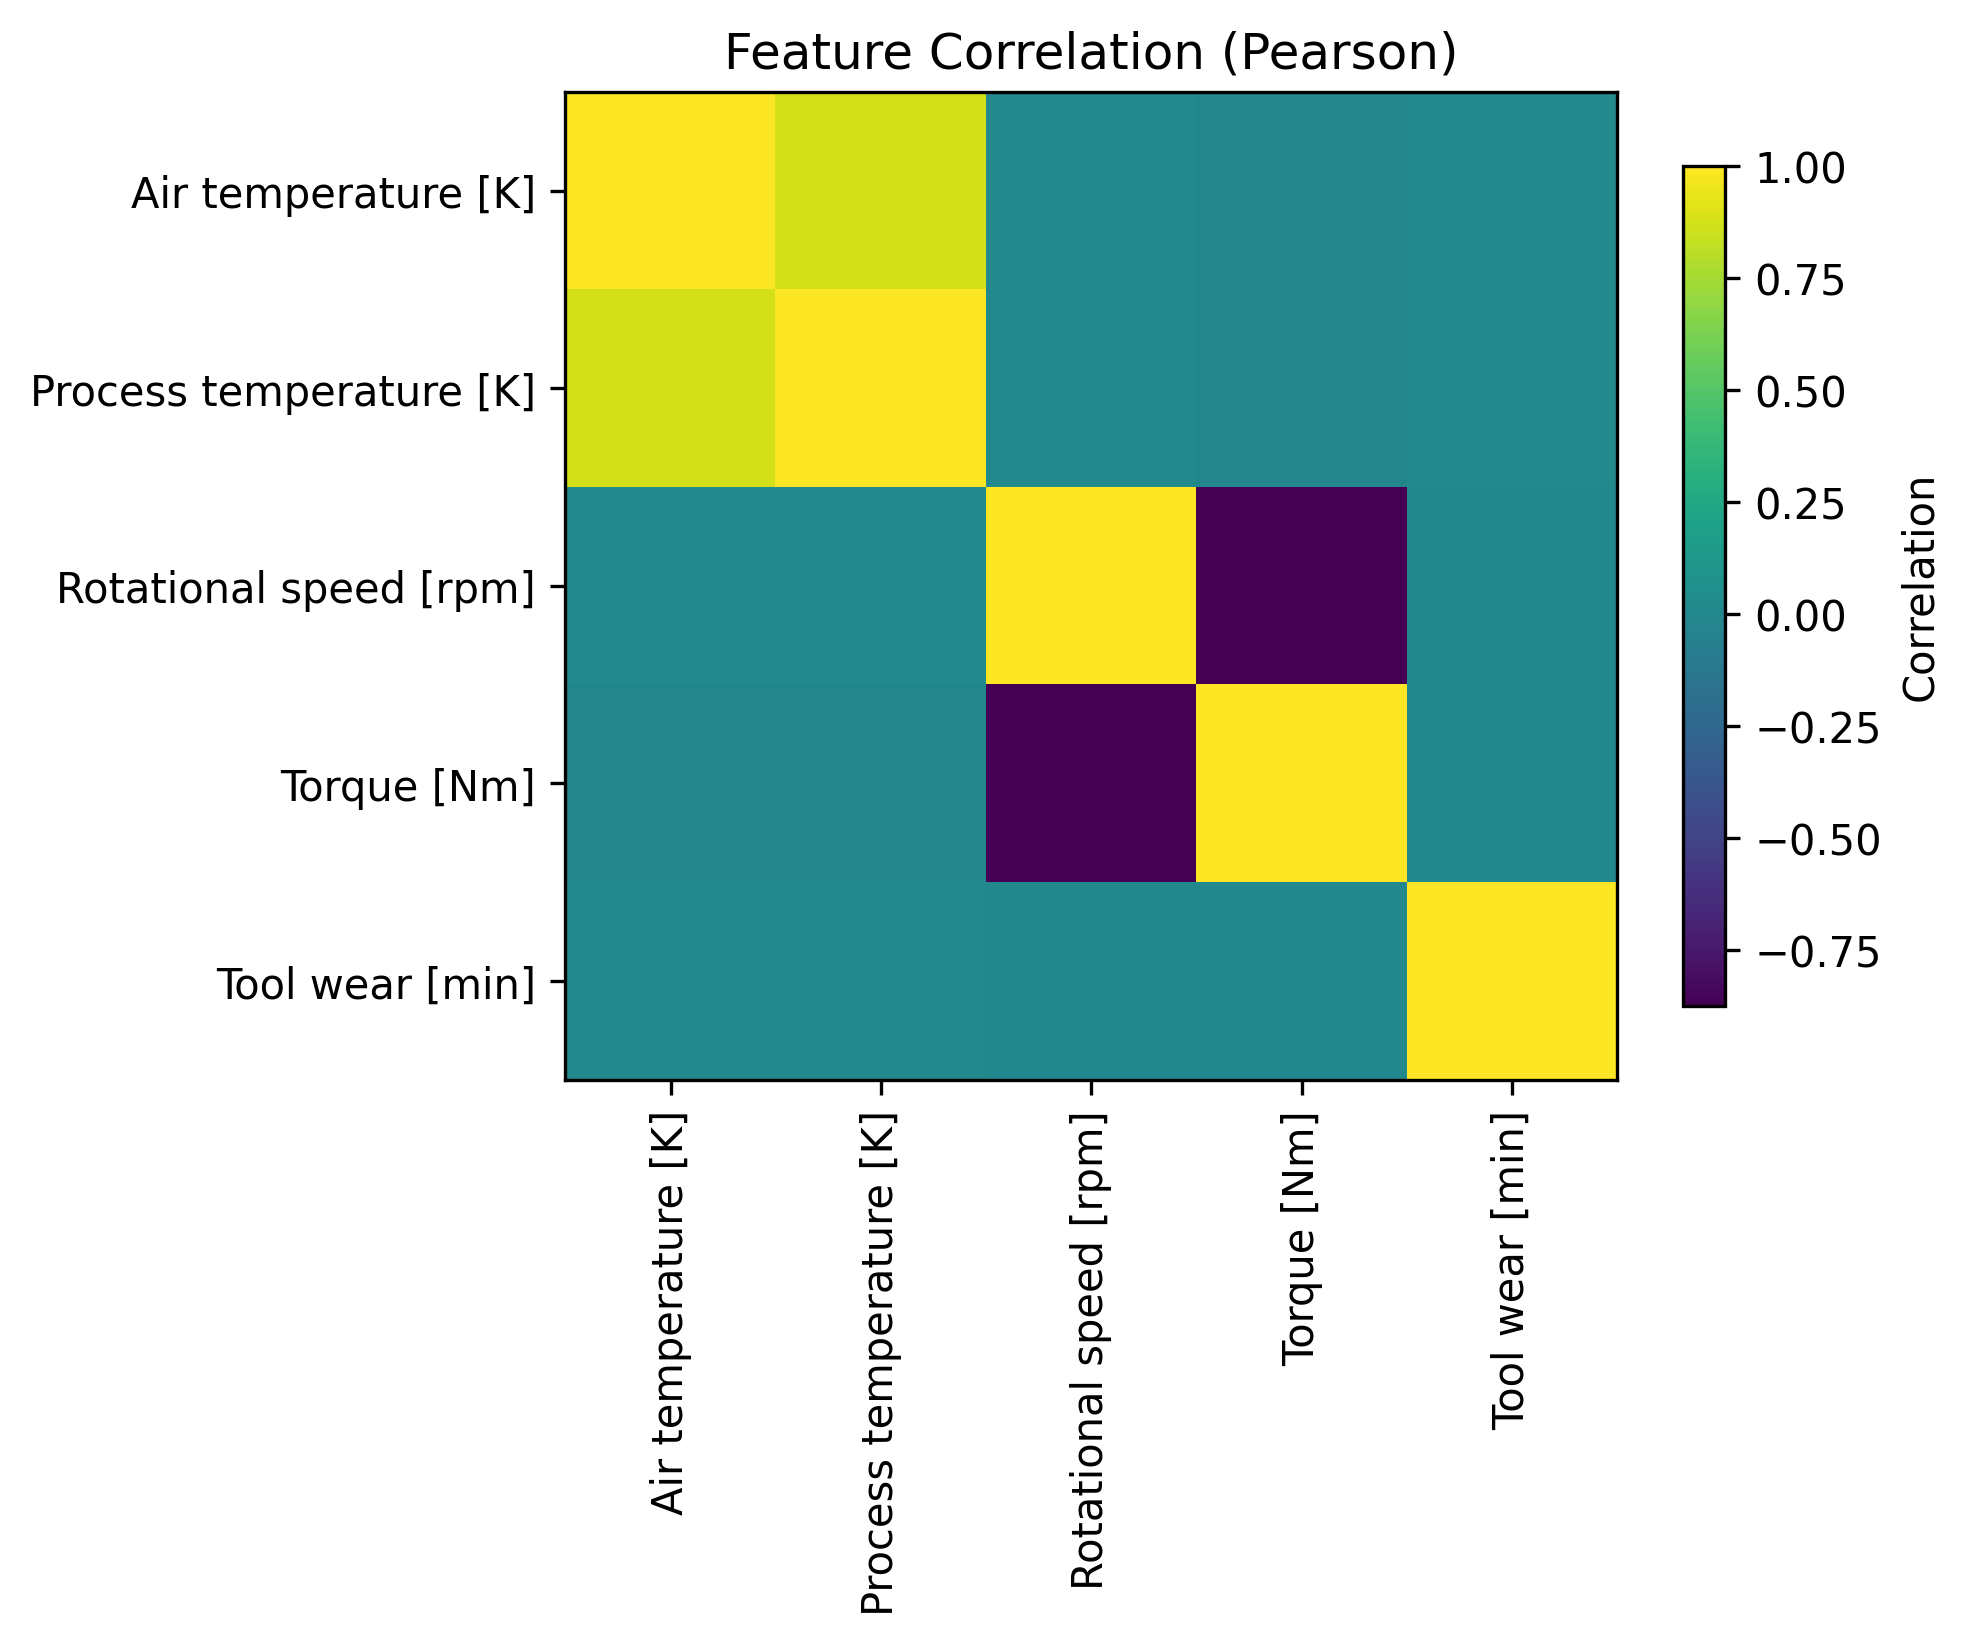 Feature Correlation (Pearson)
Air temperature [K]
Process temperature [K]
Rotational speed [rpm]
Torque [Nm]
Tool wear [min]
Air temperature [K]
Process temperature [K]
Rotational speed [rpm]
Torque [Nm]
Tool wear [min]
1.00
0.75
0.50
0.25
0.00
−0.25
−0.50
−0.75
Correlation